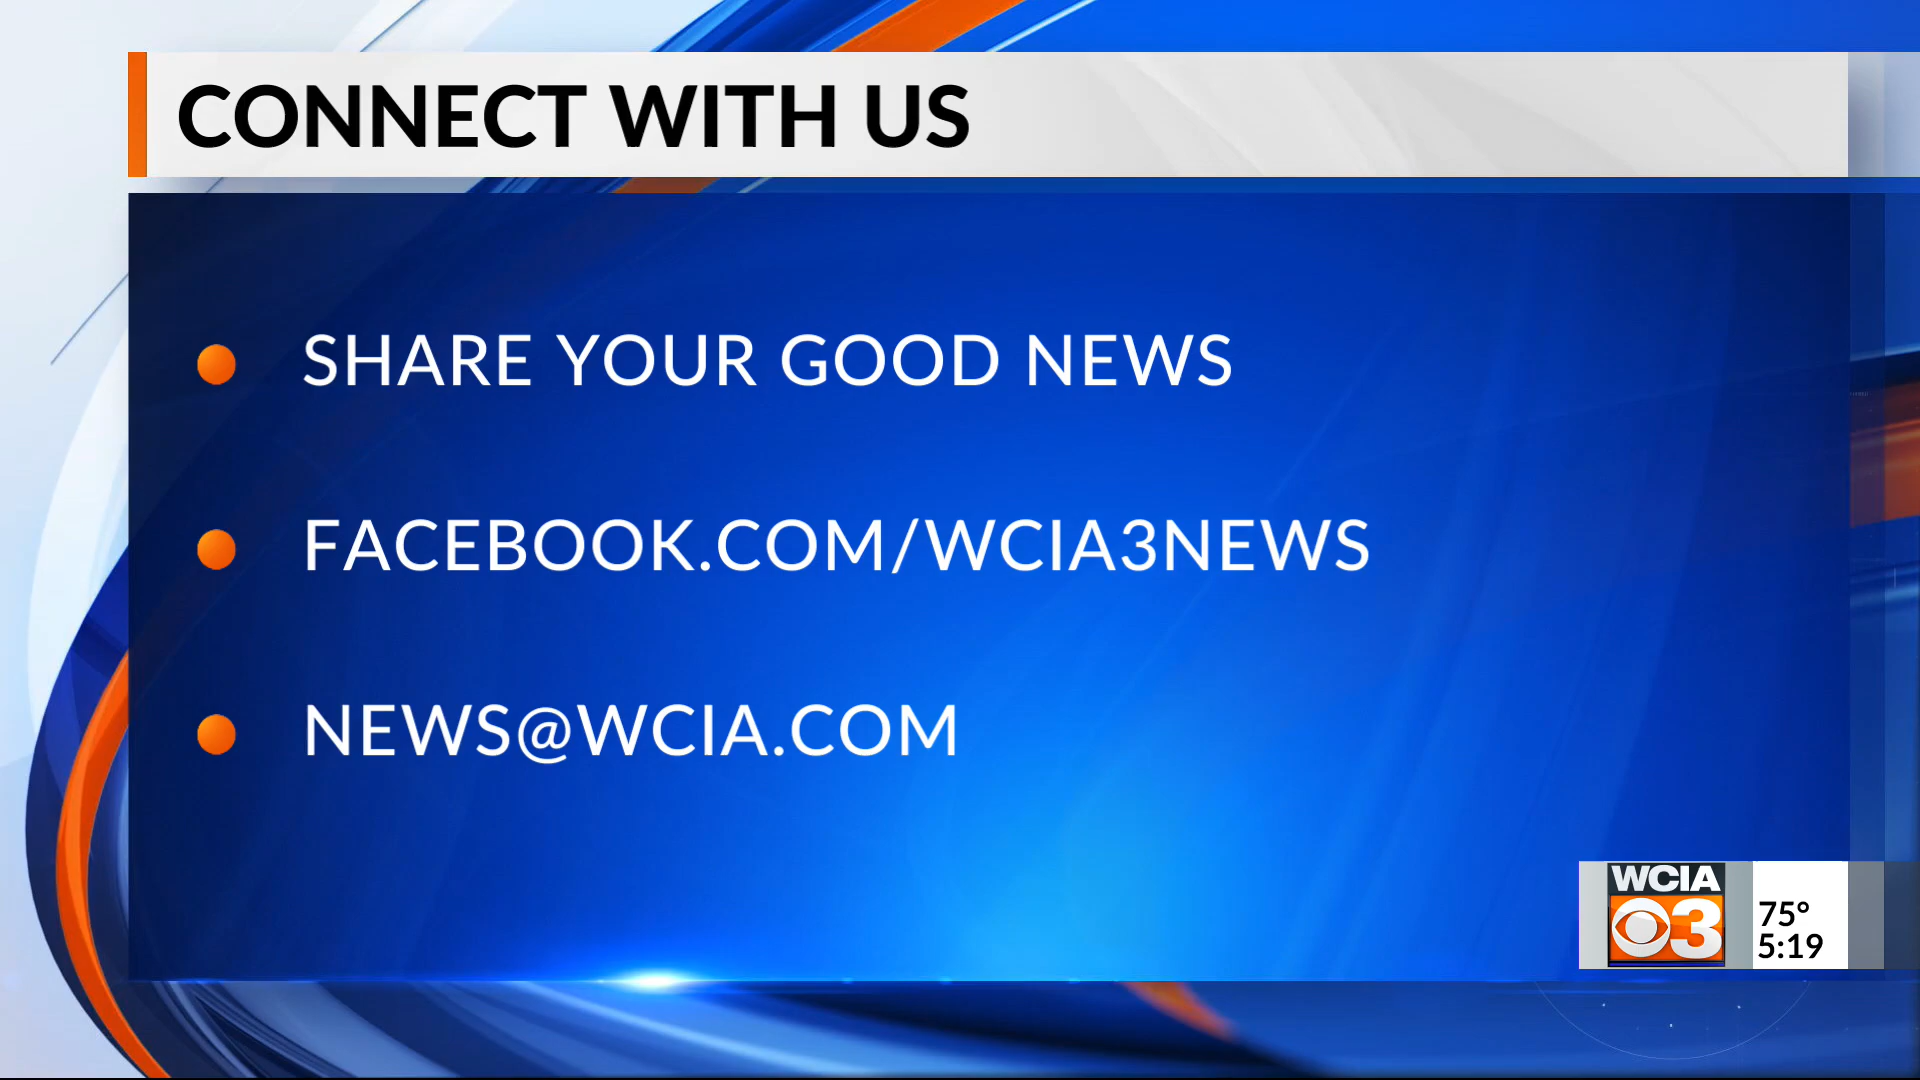 CONNECT WITH US
SHARE YOUR GOOD NEWS
FACEBOOK.COM/WCIA3NEWS
NEWS@WCIA.COM
WCIA
3
75°
5:19